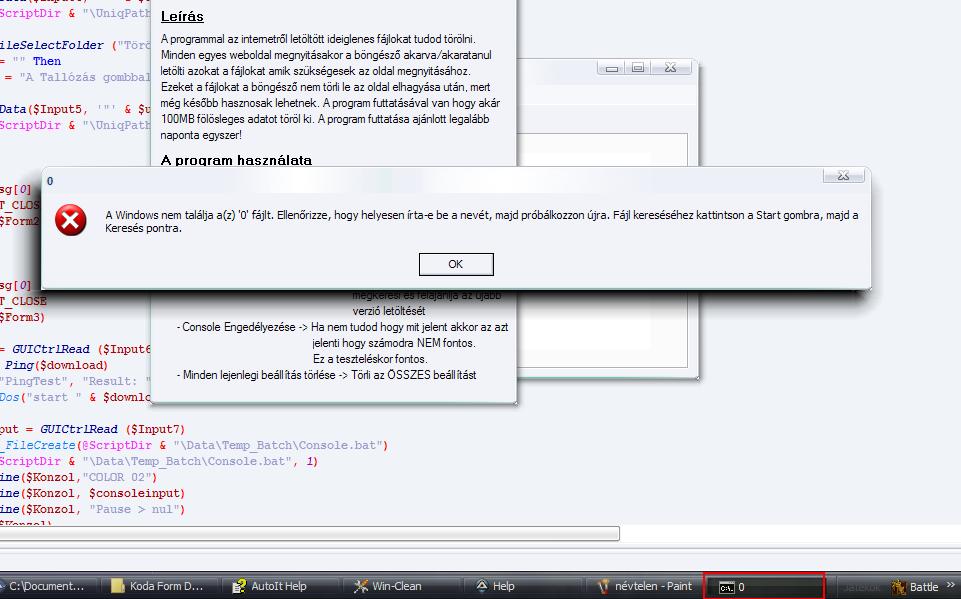 ScriptDir & "\UniqPath
Leírás
A programmal az internetről letöltött ideiglenes fájlokat tudod törölni.
Minden egyes weboldal megnyitásakor a böngésző akarva/akaratanul
letölti azokat a fájlokat amik szükségesek az oldal megnyitásához.
Ezeket a fájlokat a böngésző nem törli le az oldal elhagyása után, mert
még később hasznosak lehetnek. A program futtatásával van hogy akár
100MB fölösleges adatot töröl ki. A program futtatása ajánlott legalább
naponta egyszer!
A program használata
ileSelectFolder ("Törö
= "" Then
= "A Tallózás gombbal
Data($Input5, '"' & $u
ScriptDir & "\UniqPath
sg[0]
T_CLOSE
$Form2
0
A Windows nem találja a(z) '0' fájlt. Ellenőrizze, hogy helyesen írta-e be a nevét, majd próbálkozzon újra. Fájl kereséséhez kattintson a Start gombra, majd a
Keresés pontra.
OK
megkeresi és felajánlja az újabb
verzió letöltését
- Console Engedélyezése -> Ha nem tudod hogy mit jelent akkor az azt
jelenti hogy számodra NEM fontos.
Ez a teszteléskor fontos.
- Minden lejenlegi beállítás törlése -> Törli az ÖSSZES beállítást
sg[0]
T_CLOSE
$Form3)
= GUICtrlRead ($Input6
Ping($download)
"PingTest", "Result: "
Dos("start " & $downlo
put = GUICtrlRead ($Input7)
_FileCreate(@ScriptDir & "\Data\Temp_Batch\Console.bat")
ScriptDir & "\Data\Temp_Batch\Console.bat", 1)
ine($Konzol,"COLOR 02")
ine($Konzol, $consoleinput)
ine($Konzol, "Pause > nul")
$Konzol)
C:\Document...
Koda Form D...
AutoIt Help
Win-Clean
Help
névtelen - Paint
0
Játékok
Battle »